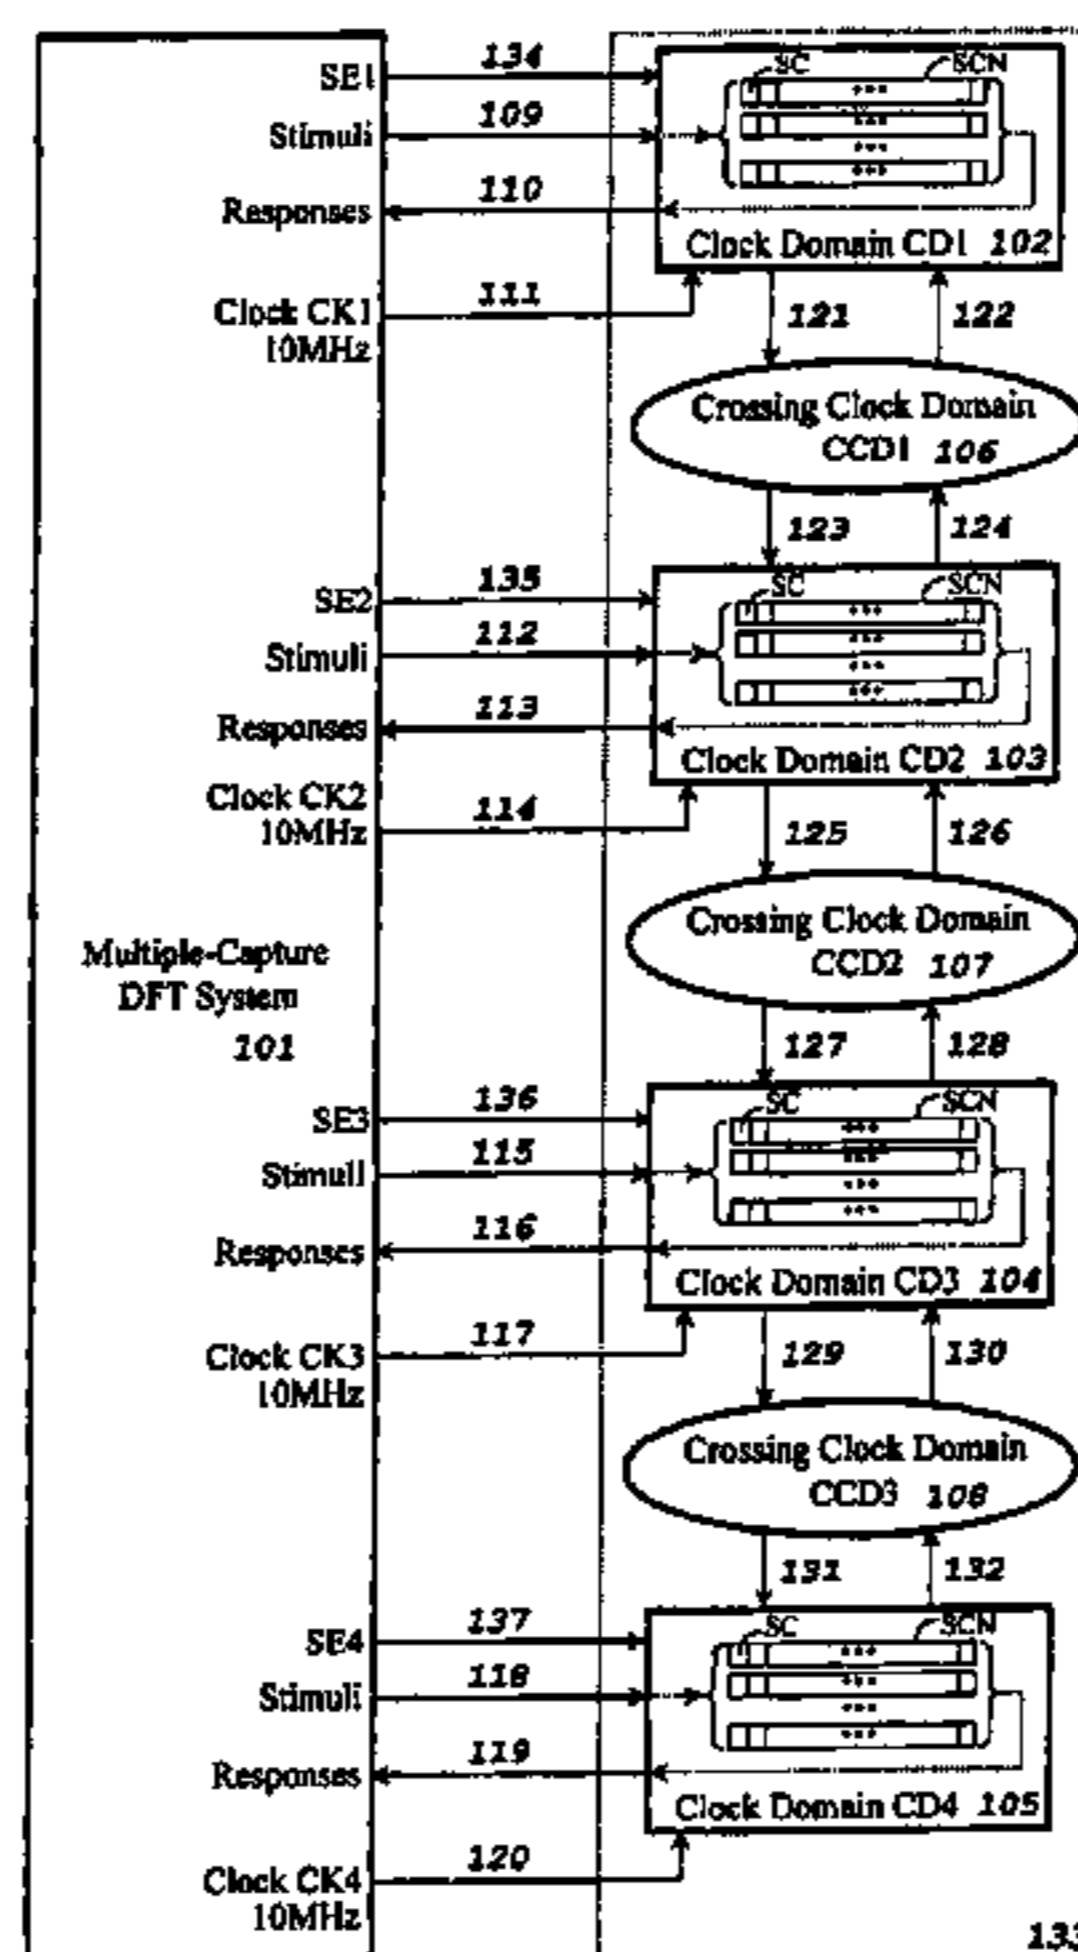 134
SE1
SC
SCN
109
Stimuli
110
Responses
Clock Domain CD1 102
111
Clock CK1
10MHz
121
122
Crossing Clock Domain
CCD1 106
123
124
135
SE2
SC
SCN
112
Stimuli
113
Responses
Clock Domain CD2 103
114
Clock CK2
10MHz
125
126
Crossing Clock Domain
CCD2 107
Multiple-Capture
DFT System
101
127
128
136
SE3
SC
SCN
115
Stimuli
116
Responses
Clock Domain CD3 104
117
Clock CK3
10MHz
129
130
Crossing Clock Domain
CCD3 108
131
132
137
SE4
SC
SCN
118
Stimuli
119
Responses
Clock Domain CD4 105
120
Clock CK4
10MHz
133